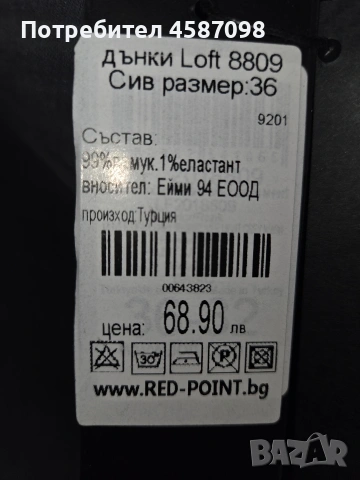 Потребител 4587098
дънки Loft 8809
Сив размер:36
9201
Състав:
99%памук.1%еластант
вносител: Ейми 94 ЕООД
произход:Турция
00643823
цена: 68.90 лв
30°
P
www.RED-POINT.bg
BAZAR